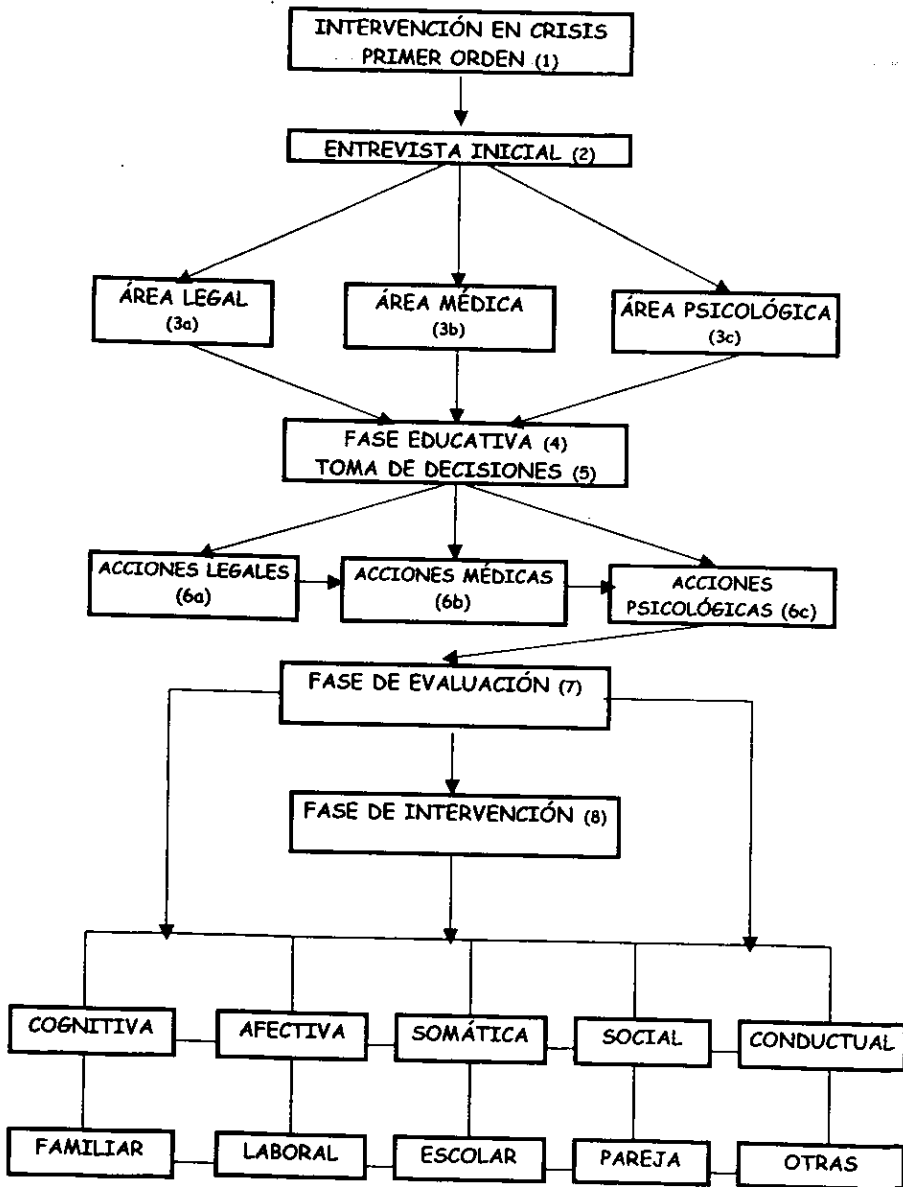 INTERVENCIÓN EN CRISIS
PRIMER ORDEN (1)
ENTREVISTA INICIAL (2)
ÁREA LEGAL
(3a)
ÁREA MÉDICA
(3b)
ÁREA PSICOLÓGICA
(3c)
FASE EDUCATIVA (4)
TOMA DE DECISIONES (5)
ACCIONES LEGALES
(6a)
ACCIONES MÉDICAS
(6b)
ACCIONES
PSICOLÓGICAS (6c)
FASE DE EVALUACIÓN (7)
FASE DE INTERVENCIÓN (8)
COGNITIVA
AFECTIVA
SOMÁTICA
SOCIAL
CONDUCTUAL
FAMILIAR
LABORAL
ESCOLAR
PAREJA
OTRAS